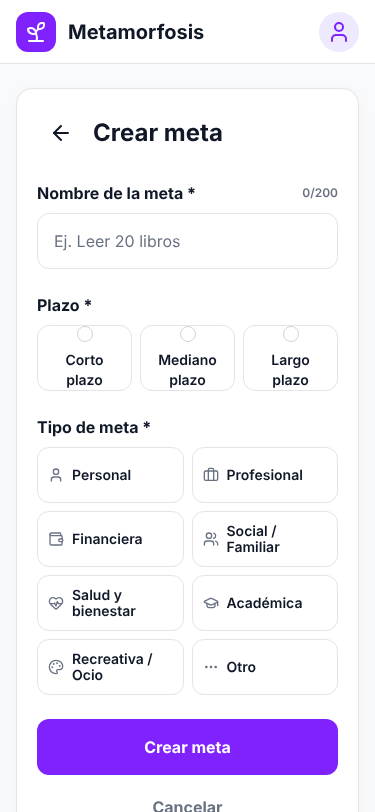 Metamorfosis
Crear meta
Nombre de la meta * 0/200
Ej. Leer 20 libros
Plazo *
Corto
plazo
Mediano
plazo
Largo
plazo
Tipo de meta *
Personal
Profesional
Financiera
Social /
Familiar
Salud y
bienestar
Académica
Recreativa /
Ocio
Otro
Crear meta
Cancelar